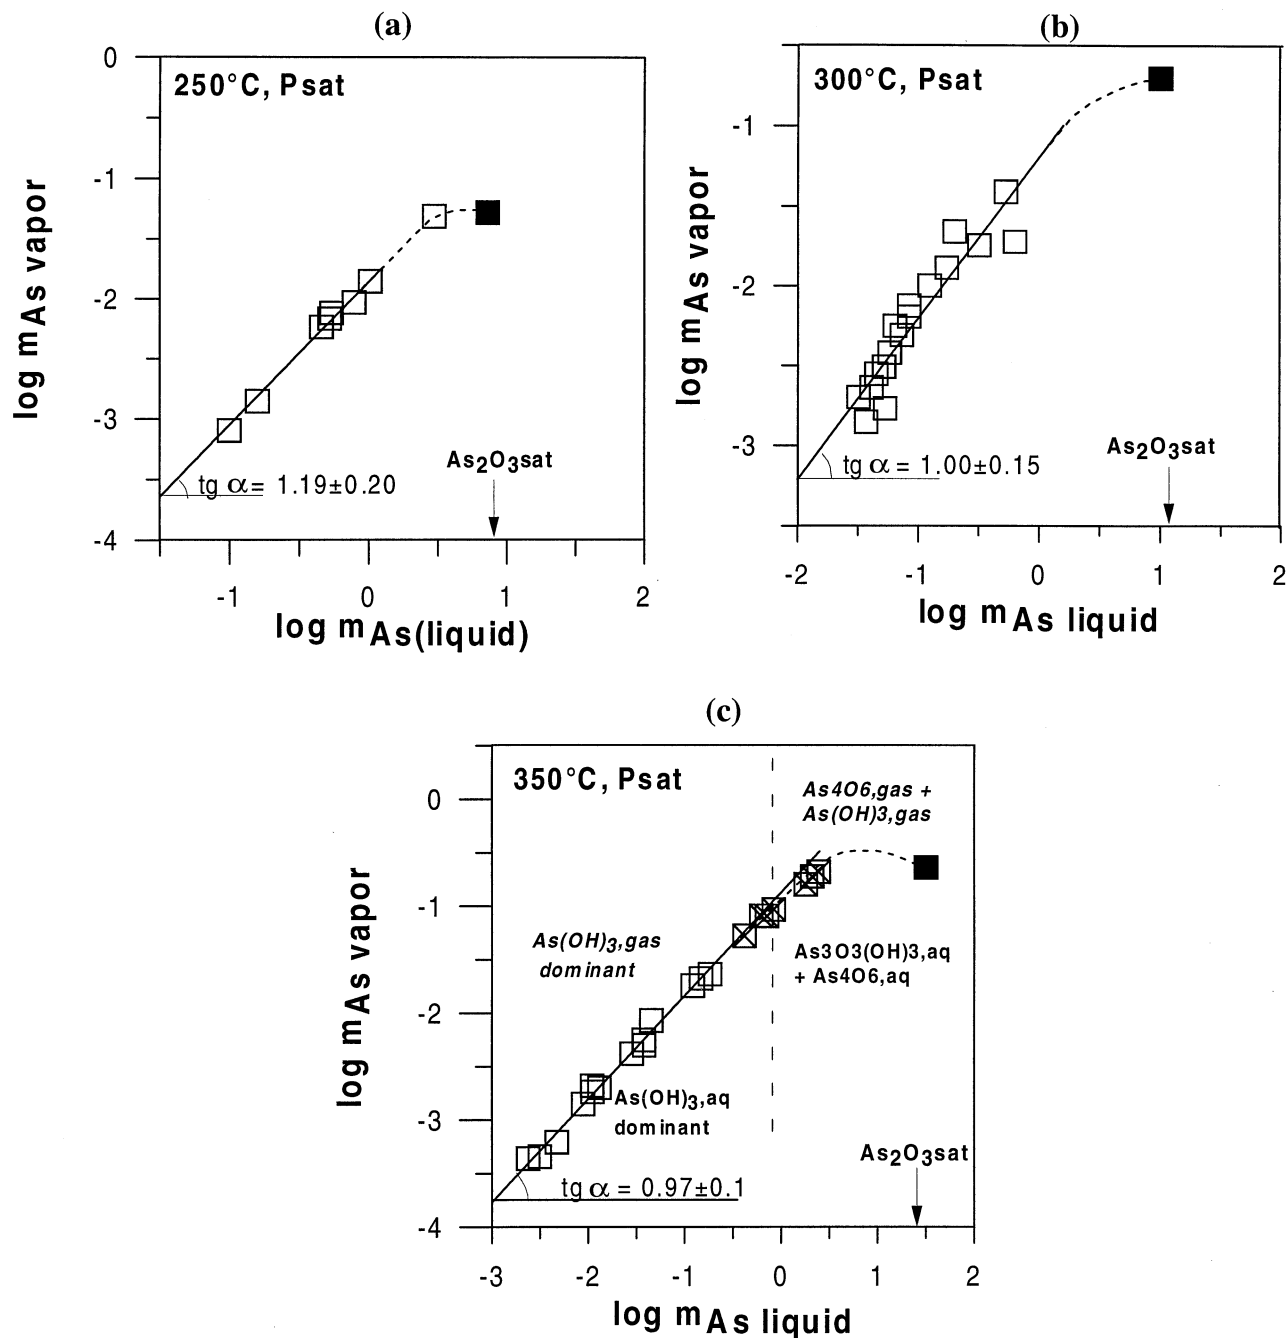 (a)
250°C, Psat
0
-1
-2
-3
-4
log mAs vapor
As2O3sat
tg α= 1.19±0.20
-1 0 1 2
log mAs(liquid)
(b)
300°C, Psat
-1
-2
-3
log mAs vapor
As2O3sat
tg α = 1.00±0.15
-2 -1 0 1 2
log mAs liquid
(c)
350°C, Psat
0
-1
-2
-3
-4
log mAs vapor
As4O6,gas +
As(OH)3,gas
As(OH)3,gas
dominant
As3O3(OH)3,aq
+ As4O6,aq
As(OH)3,aq
dominant
As2O3sat
tg α = 0.97±0.1
-3 -2 -1 0 1 2
log mAs liquid